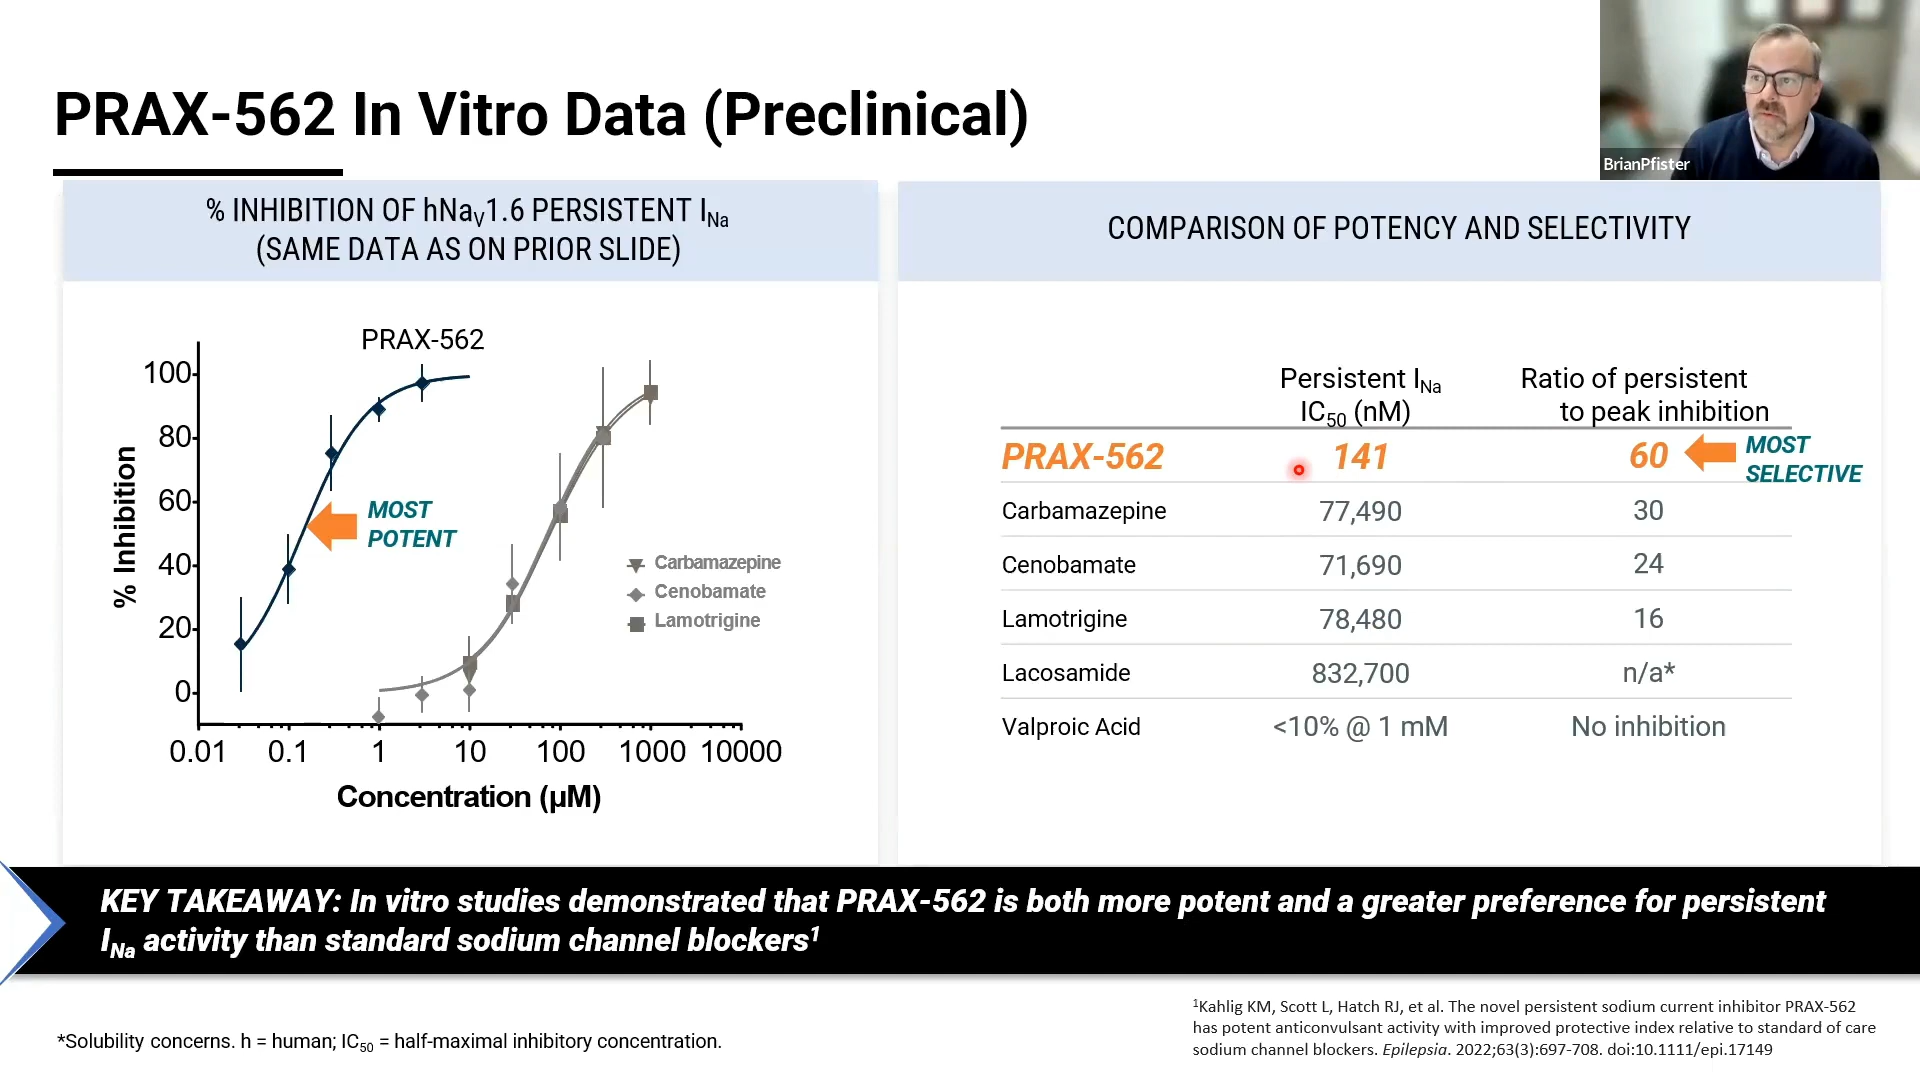 PRAX-562 In Vitro Data (Preclinical)
BrianPfister
% INHIBITION OF hNaV1.6 PERSISTENT INa
(SAME DATA AS ON PRIOR SLIDE)
PRAX-562
100
80
60
40
20
0
% Inhibition
MOST
POTENT
Carbamazepine
Cenobamate
Lamotrigine
0.01 0.1 1 10 100 1000 10000
Concentration (µM)
COMPARISON OF POTENCY AND SELECTIVITY
Persistent INa Ratio of persistent
IC50 (nM) to peak inhibition
PRAX-562 141 60
MOST
SELECTIVE
Carbamazepine 77,490 30
Cenobamate 71,690 24
Lamotrigine 78,480 16
Lacosamide 832,700 n/a*
Valproic Acid <10% @ 1 mM No inhibition
KEY TAKEAWAY: In vitro studies demonstrated that PRAX-562 is both more potent and a greater preference for persistent
INa activity than standard sodium channel blockers1
*Solubility concerns. h = human; IC50 = half-maximal inhibitory concentration.
1Kahlig KM, Scott L, Hatch RJ, et al. The novel persistent sodium current inhibitor PRAX-562
has potent anticonvulsant activity with improved protective index relative to standard of care
sodium channel blockers. Epilepsia. 2022;63(3):697-708. doi:10.1111/epi.17149